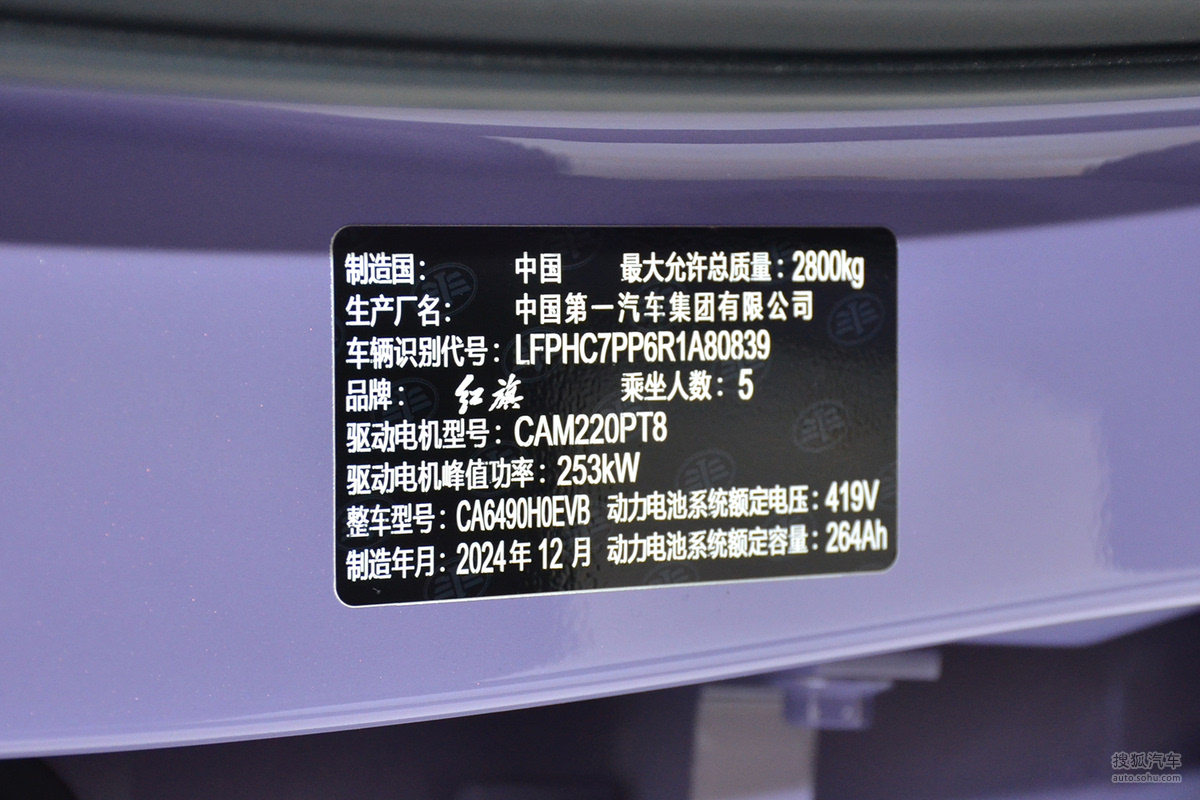 制造国： 中国 最大允许总质量：2800kg
生产厂名： 中国第一汽车集团有限公司
车辆识别代号：LFPHC7PP6R1A80839
品牌： 红旗 乘坐人数：5
驱动电机型号：CAM220PT8
驱动电机峰值功率：253kW
整车型号：CA6490H0EVB 动力电池系统额定电压：419V
制造年月：2024年12月 动力电池系统额定容量：264Ah
搜狐汽车
auto.sohu.com